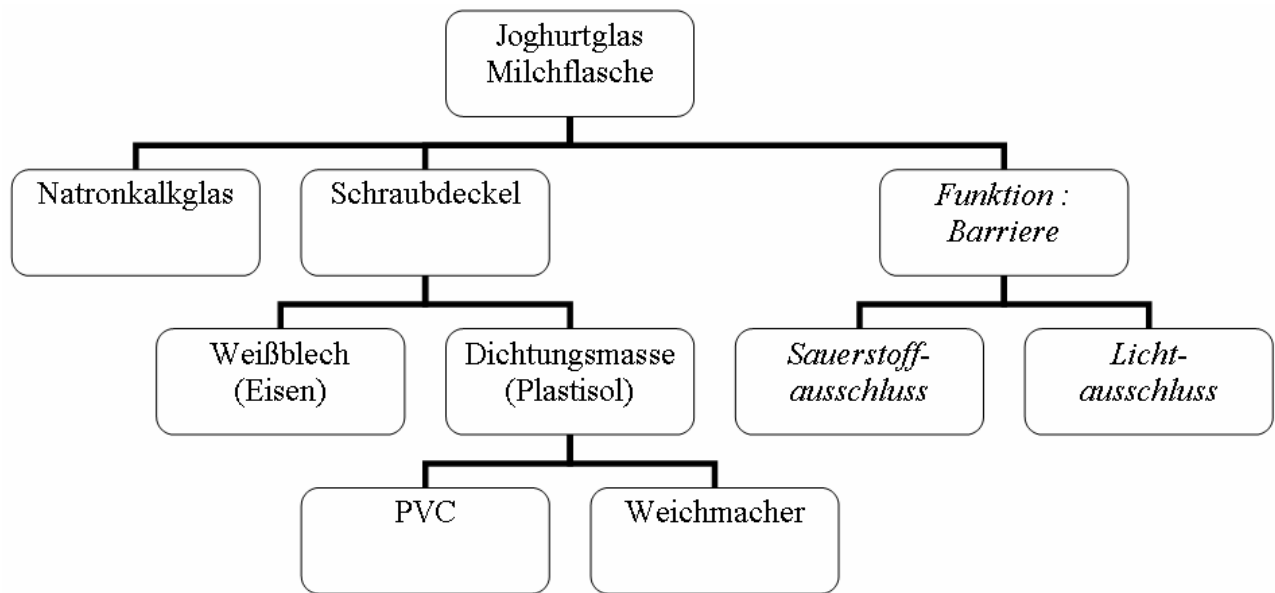 Joghurtglas
Milchflasche
Natronkalkglas
Schraubdeckel
Funktion :
Barriere
Weißblech
(Eisen)
Dichtungsmasse
(Plastisol)
Sauerstoff-
ausschluss
Licht-
ausschluss
PVC
Weichmacher